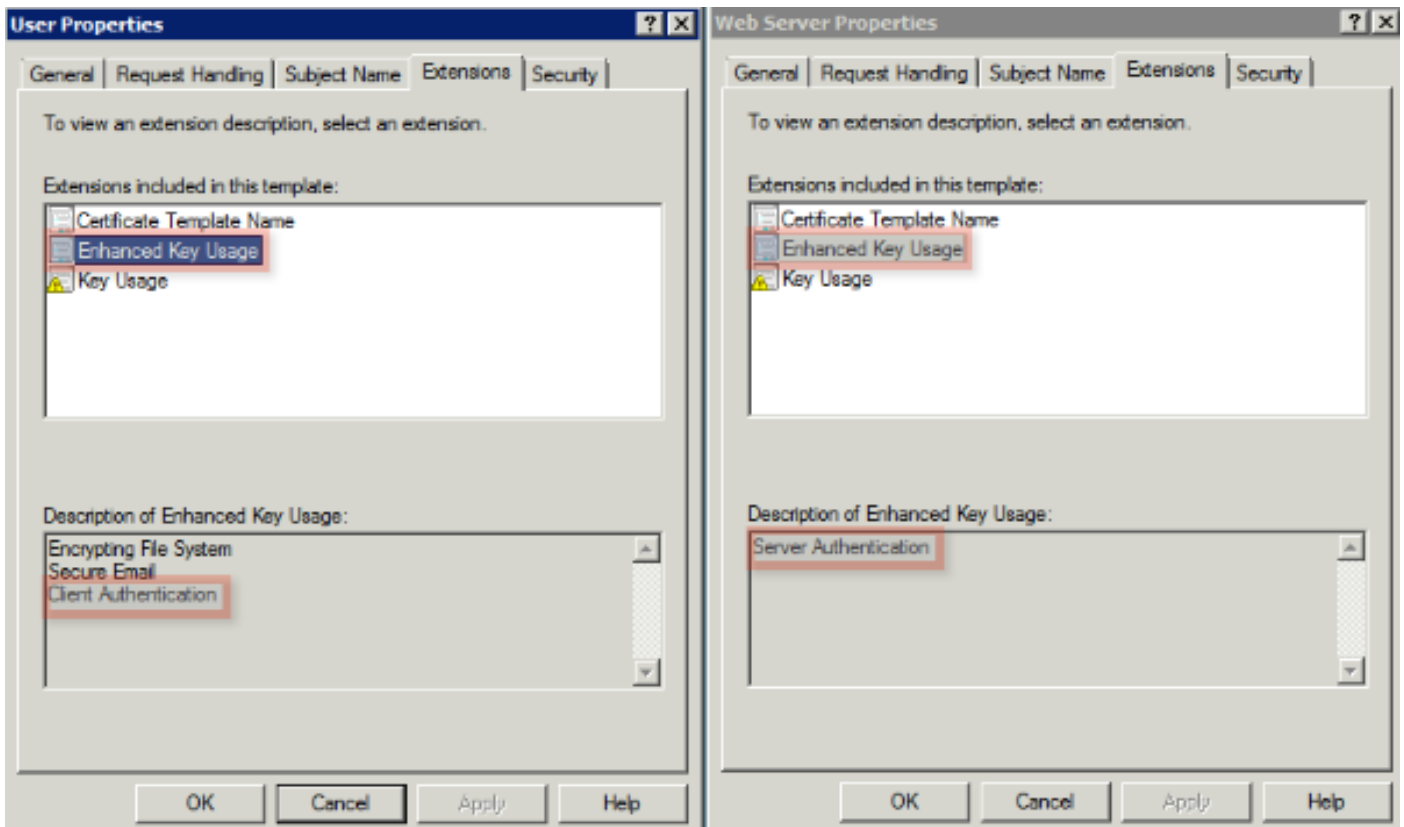 User Properties
General Request Handling Subject Name Extensions Security
To view an extension description, select an extension.
Extensions included in this template:
Certificate Template Name
Enhanced Key Usage
Key Usage
Description of Enhanced Key Usage:
Encrypting File System
Secure Email
Client Authentication
OK Cancel Apply Help
Web Server Properties
General Request Handling Subject Name Extensions Security
To view an extension description, select an extension.
Extensions included in this template:
Certificate Template Name
Enhanced Key Usage
Key Usage
Description of Enhanced Key Usage:
Server Authentication
OK Cancel Apply Help